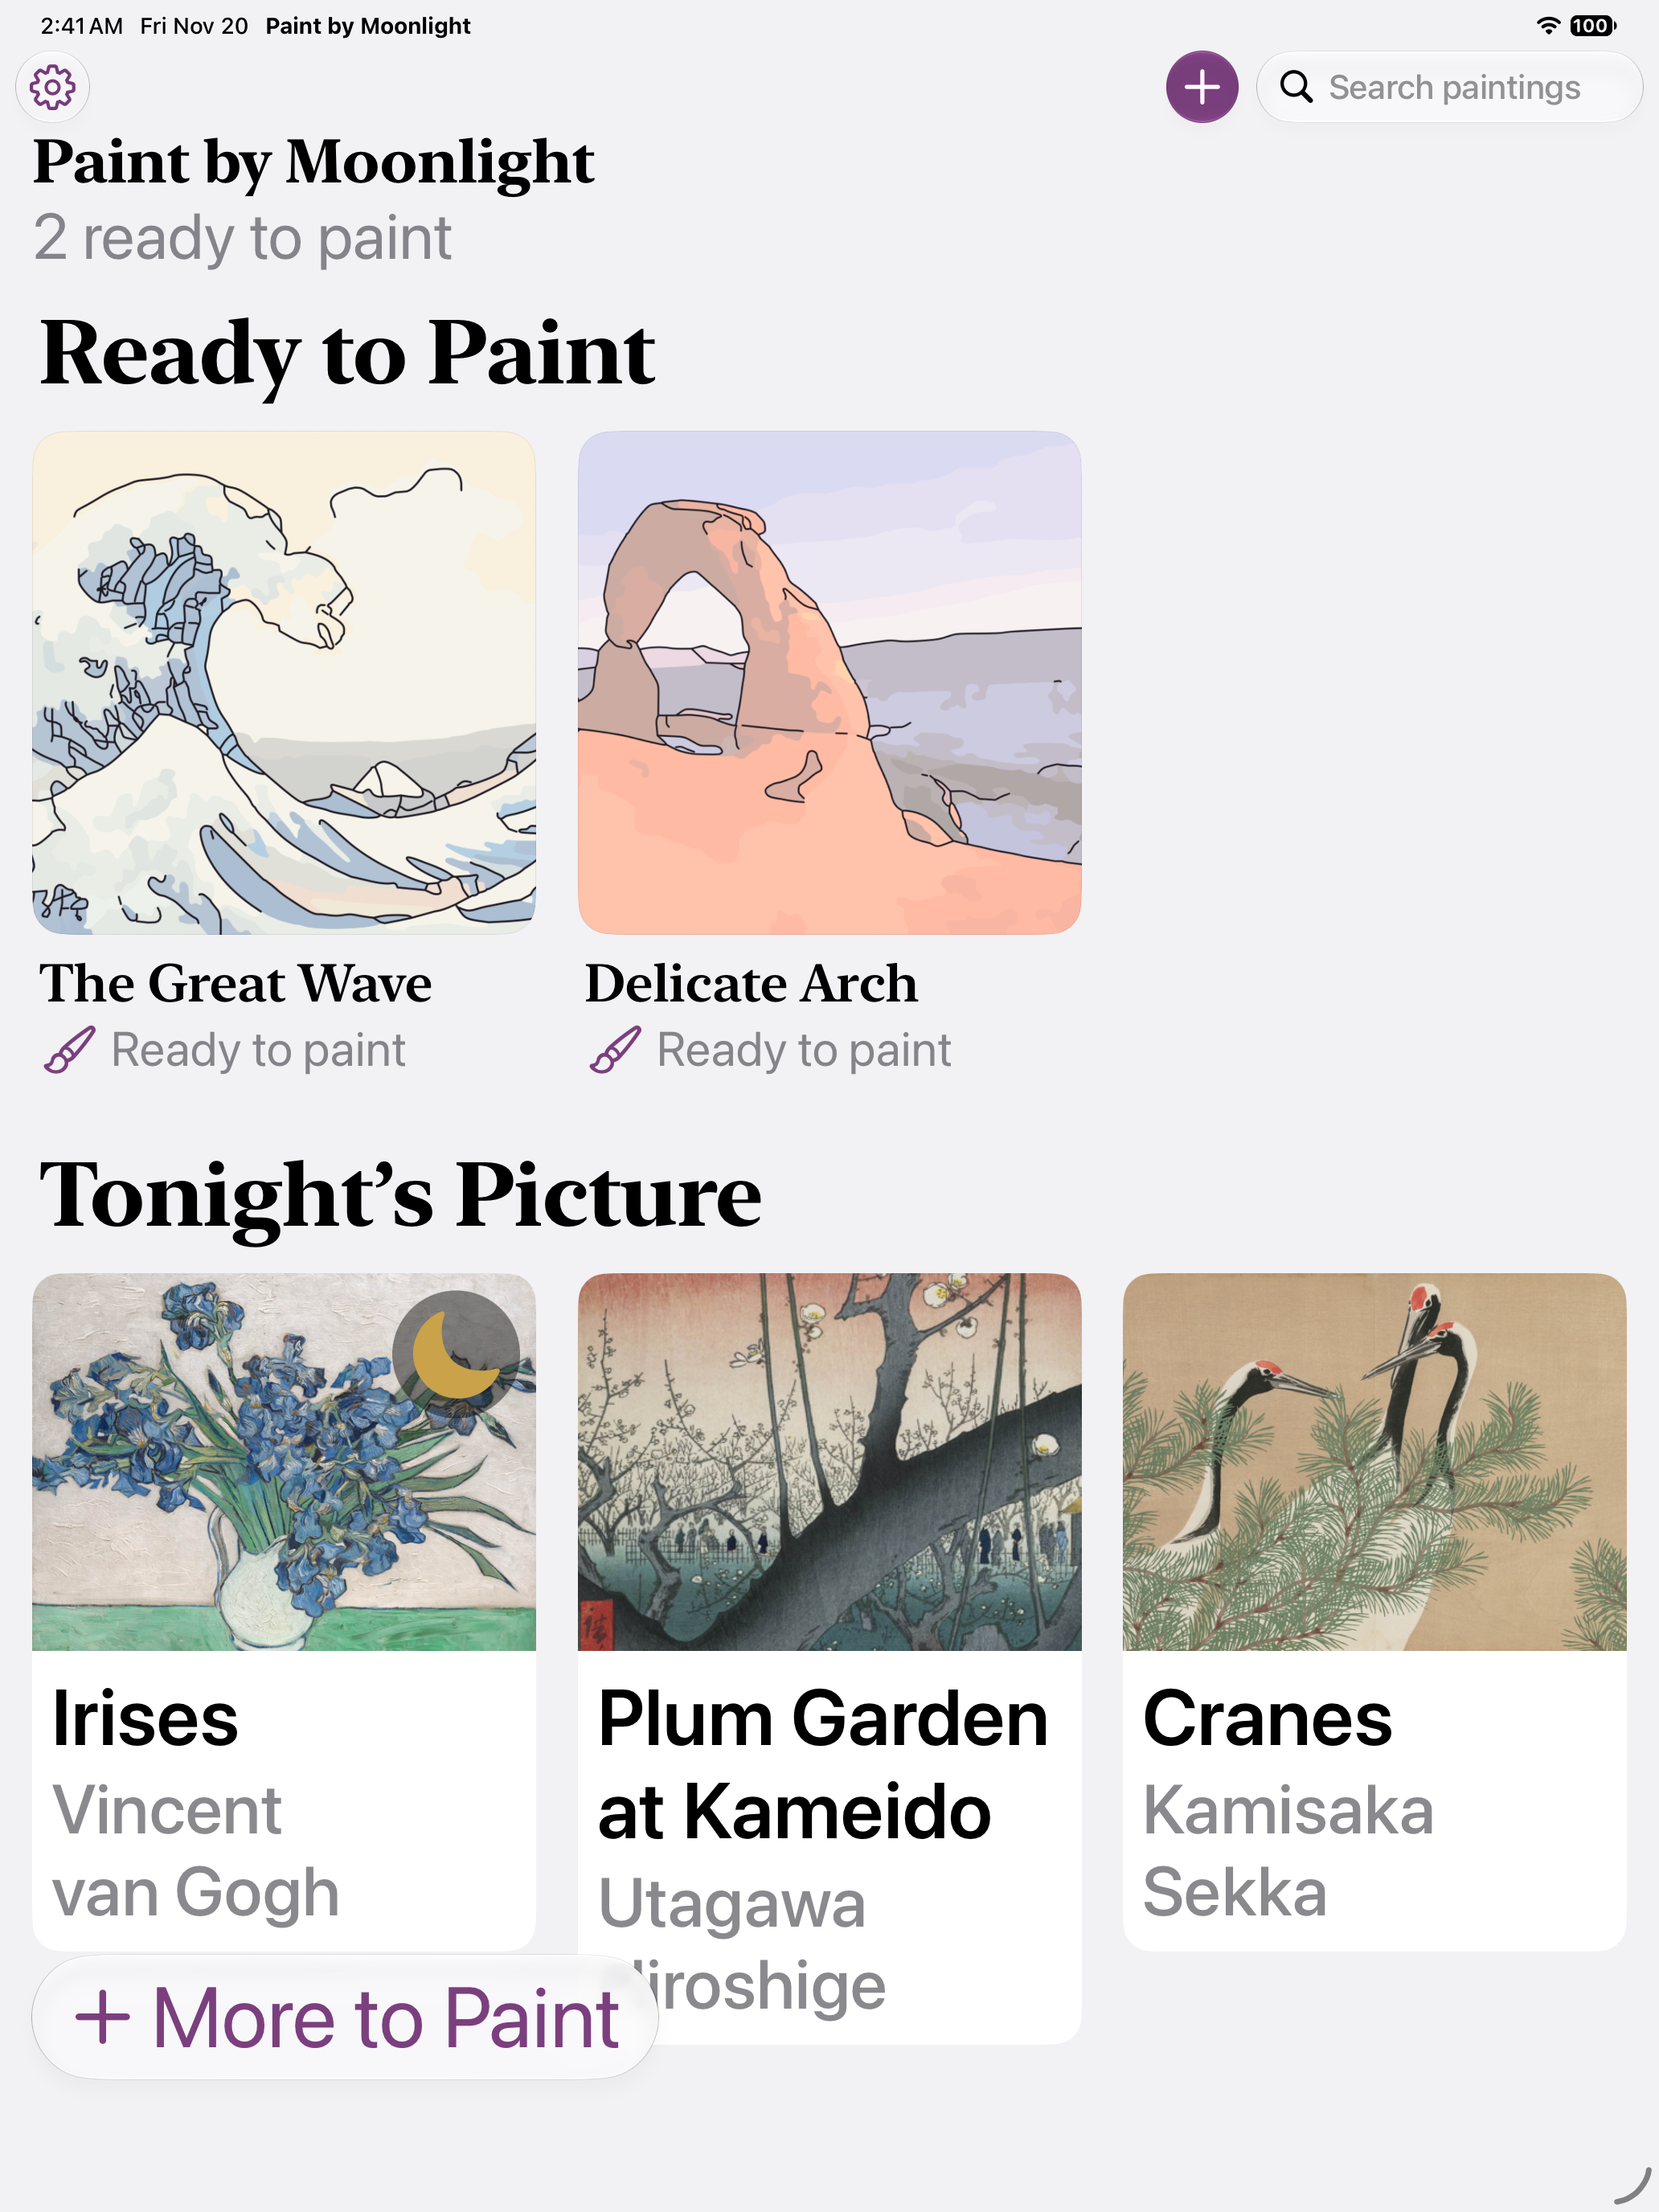 2:41 AM Fri Nov 20 Paint by Moonlight
100
Search paintings
Paint by Moonlight
2 ready to paint
Ready to Paint
The Great Wave
Ready to paint
Delicate Arch
Ready to paint
Tonight’s Picture
Irises
Vincent
van Gogh
Plum Garden
at Kameido
Utagawa
Hiroshige
Cranes
Kamisaka
Sekka
+ More to Paint